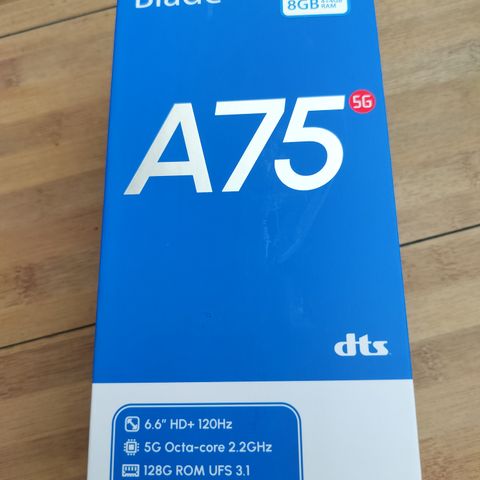 Blade
8GB
RAM
A75 5G
dts
6.6" HD+ 120Hz
5G Octa-core 2.2GHz
128G ROM UFS 3.1